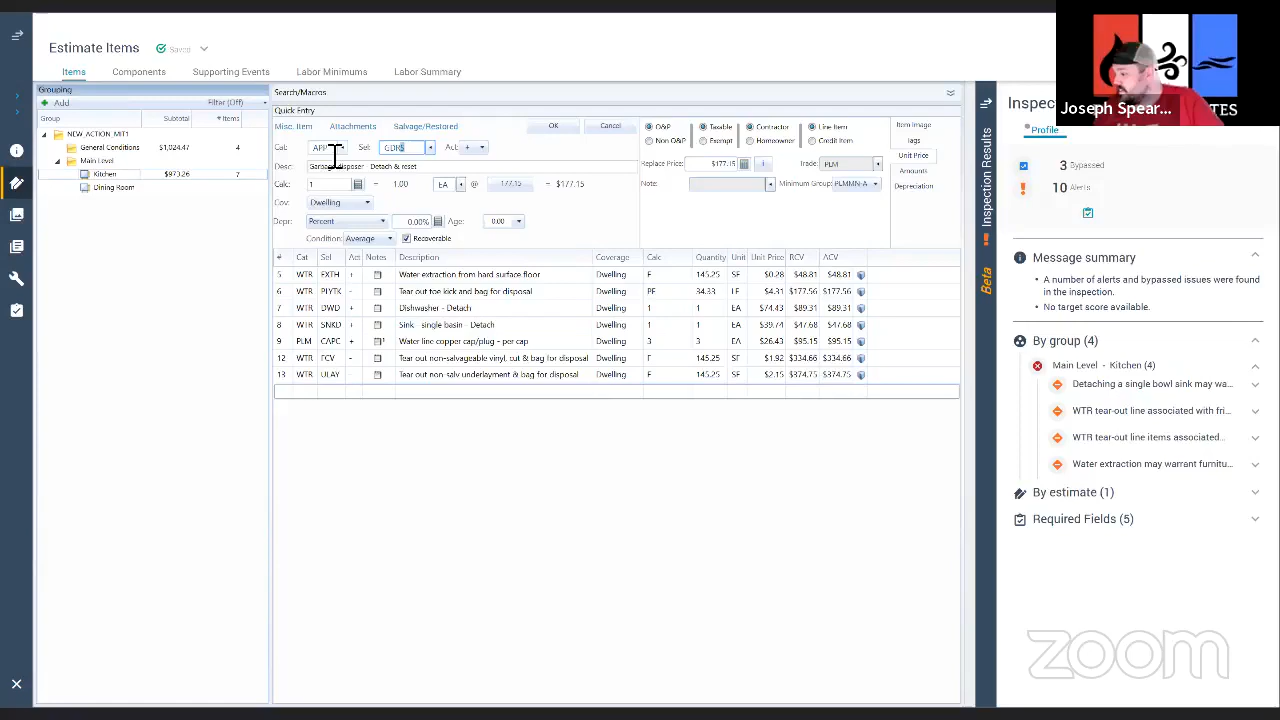 Estimate Items
Saved
Items
Components
Supporting Events
Labor Minimums
Labor Summary
Grouping
Add
Filter (Off)
Group
Subtotal
# Items
NEW_ACTION_MIT1
General Conditions $1,024.47 4
Main Level
Kitchen $973.26 7
Dining Room
Search/Macros
Quick Entry
Misc. Item
Attachments
Salvage/Restored
OK
Cancel
Cat: APP
Sel: GDRS
Act: +
Desc:
Garbage disposer - Detach & reset
Calc: 1 = 1.00 EA @ 177.15 = $177.15
Cov: Dwelling
Depr: Percent 0.00% Age: 0.00
Condition: Average Recoverable
O&P
Taxable
Contractor
Line Item
Non O&P
Exempt
Homeowner
Credit Item
Replace Price: $177.15 i Trade: PLM
Note: Minimum Group: PLMMN-A
Item Image
Tags
Unit Price
Amounts
Depreciation
# Cat Sel Act Notes Description Coverage Calc Quantity Unit Unit Price RCV ACV
5 WTR EXTH + Water extraction from hard surface floor Dwelling F 145.25 SF $0.28 $48.81 $48.81
6 WTR PLYTK - Tear out toe kick and bag for disposal Dwelling PF 34.33 LF $4.31 $177.56 $177.56
7 WTR DWD + Dishwasher - Detach Dwelling 1 1 EA $74.43 $89.31 $89.31
8 WTR SNKD + Sink - single basin - Detach Dwelling 1 1 EA $39.74 $47.68 $47.68
9 PLM CAPC + Water line copper cap/plug - per cap Dwelling 3 3 EA $26.43 $95.15 $95.15
12 WTR FCV - Tear out non-salvageable vinyl, cut & bag for disposal Dwelling F 145.25 SF $1.92 $334.66 $334.66
13 WTR ULAY - Tear out non-salv underlayment & bag for disposal Dwelling F 145.25 SF $2.15 $374.75 $374.75
Inspection Results
Beta
Joseph Spear...
Profile
3 Bypassed
10 Alerts
Message summary
• A number of alerts and bypassed issues were found
in the inspection.
• No target score available.
By group (4)
Main Level - Kitchen (4)
Detaching a single bowl sink may wa...
WTR tear-out line associated with fri...
WTR tear-out line items associated...
Water extraction may warrant furnitu...
By estimate (1)
Required Fields (5)
zoom